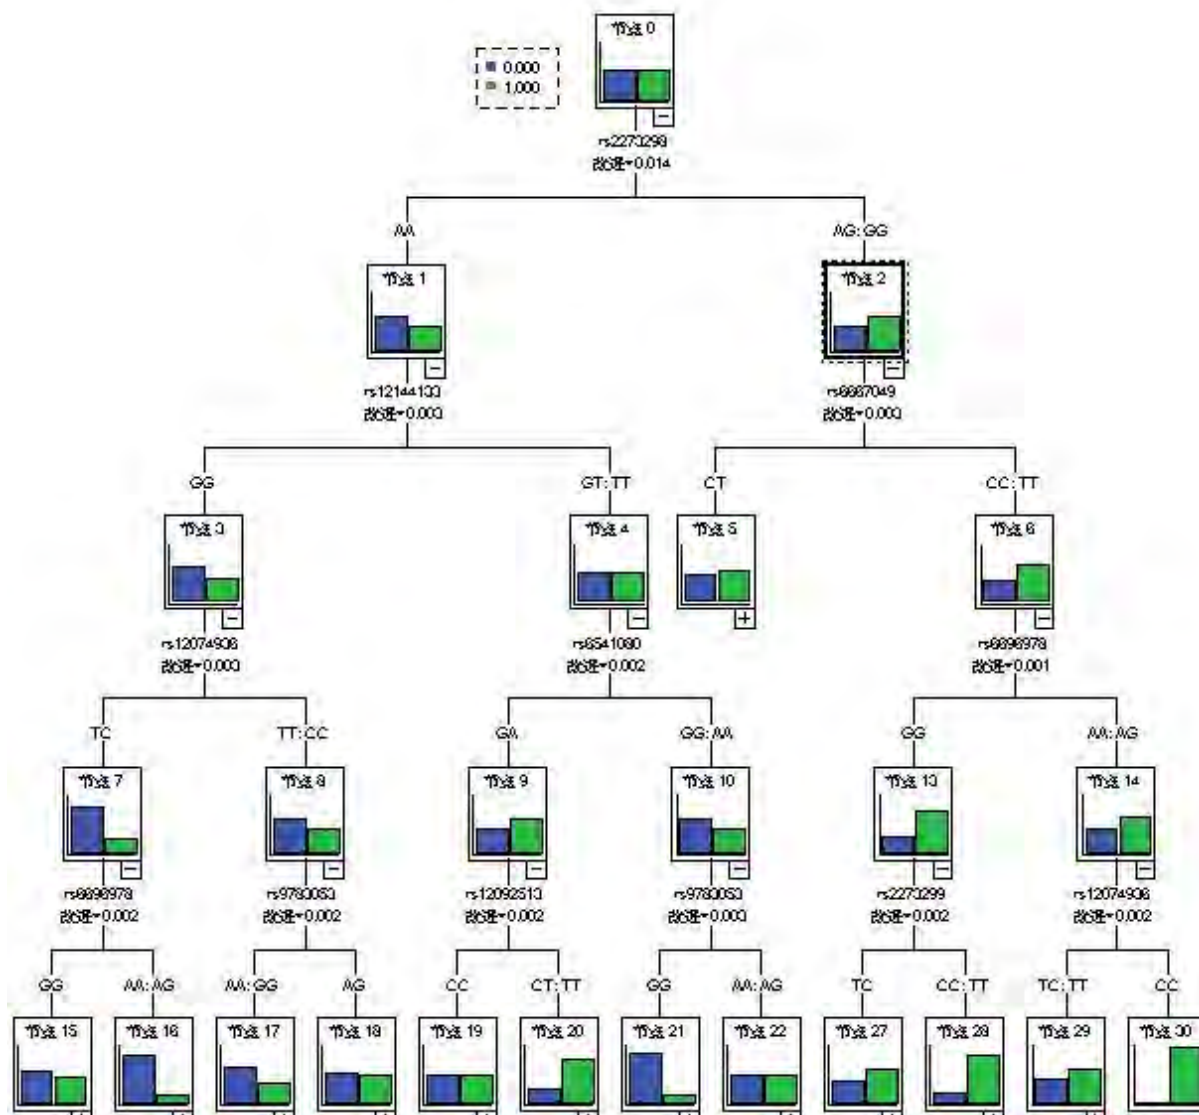 节点 0
0.000
1.000
rs2273298
改进=0.014
AA
AG:GG
节点 1
节点 2
rs12144133
rs6667049
改进=0.003
改进=0.003
GG
GT:TT
CT
CC:TT
节点 3
节点 4
节点 5
节点 6
rs12074936
rs6541080
rs6696978
改进=0.003
改进=0.002
改进=0.001
TC
TT:CC
GA
GG:AA
GG
AA:AG
节点 7
节点 8
节点 9
节点 10
节点 13
节点 14
rs6696978
rs9783053
rs12092513
rs9783053
rs2273299
rs12074936
改进=0.002
改进=0.002
改进=0.002
改进=0.003
改进=0.002
改进=0.002
GG
AA:AG
AA:GG
AG
CC
CT:TT
GG
AA:AG
TC
CC:TT
TC:TT
CC
节点 15
节点 16
节点 17
节点 18
节点 19
节点 20
节点 21
节点 22
节点 27
节点 28
节点 29
节点 30